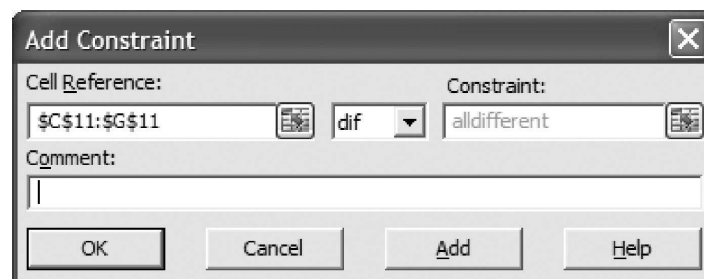 Add Constraint
Cell Reference: Constraint:
$C$11:$G$11 dif alldifferent
Comment:
OK Cancel Add Help